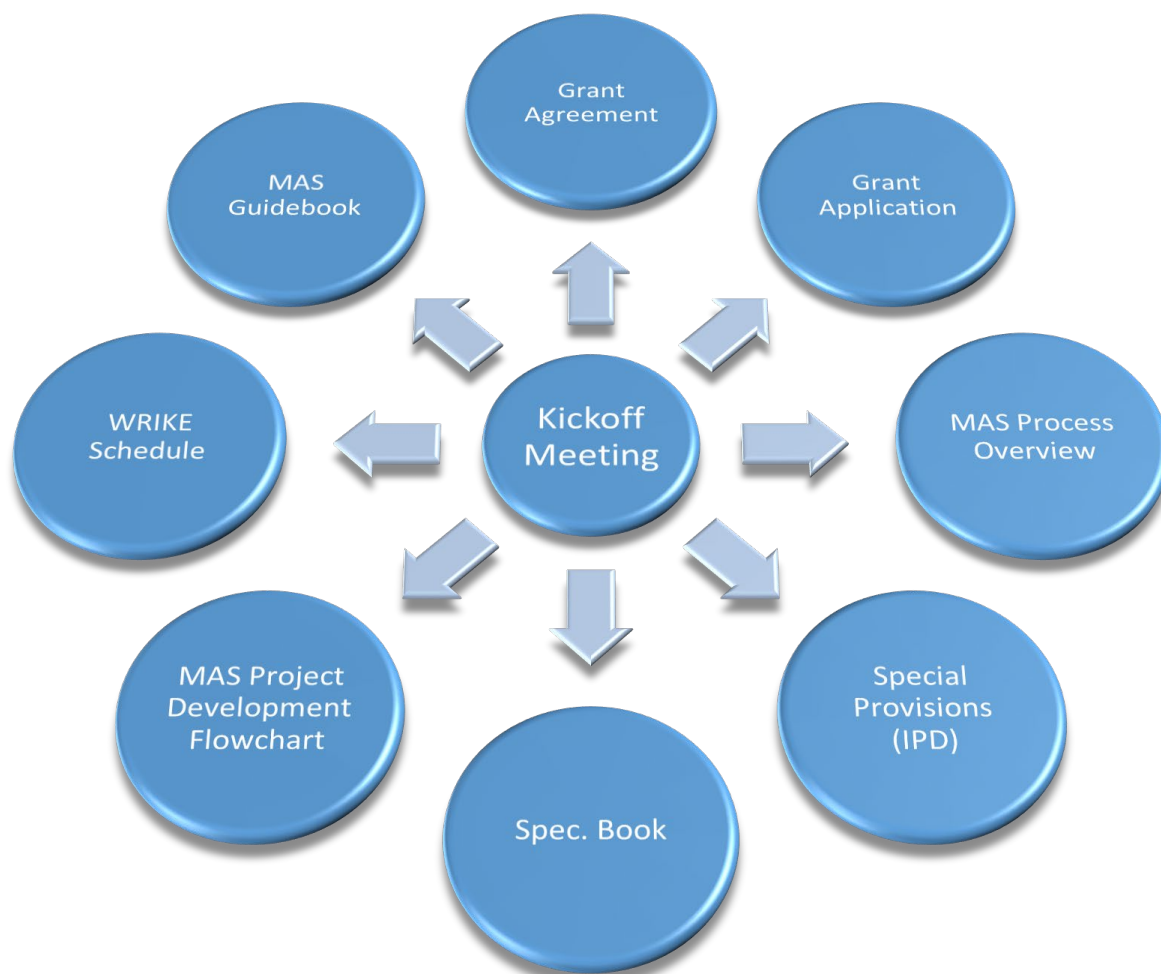 Grant
Agreement
Grant
Application
MAS Process
Overview
Special
Provisions
(IPD)
Spec. Book
MAS Project
Development
Flowchart
WRIKE
Schedule
MAS
Guidebook
Kickoff
Meeting